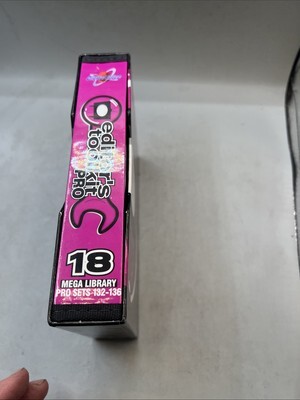 editor's
toolkit
PRO
18
MEGA LIBRARY
PRO SETS 132-136